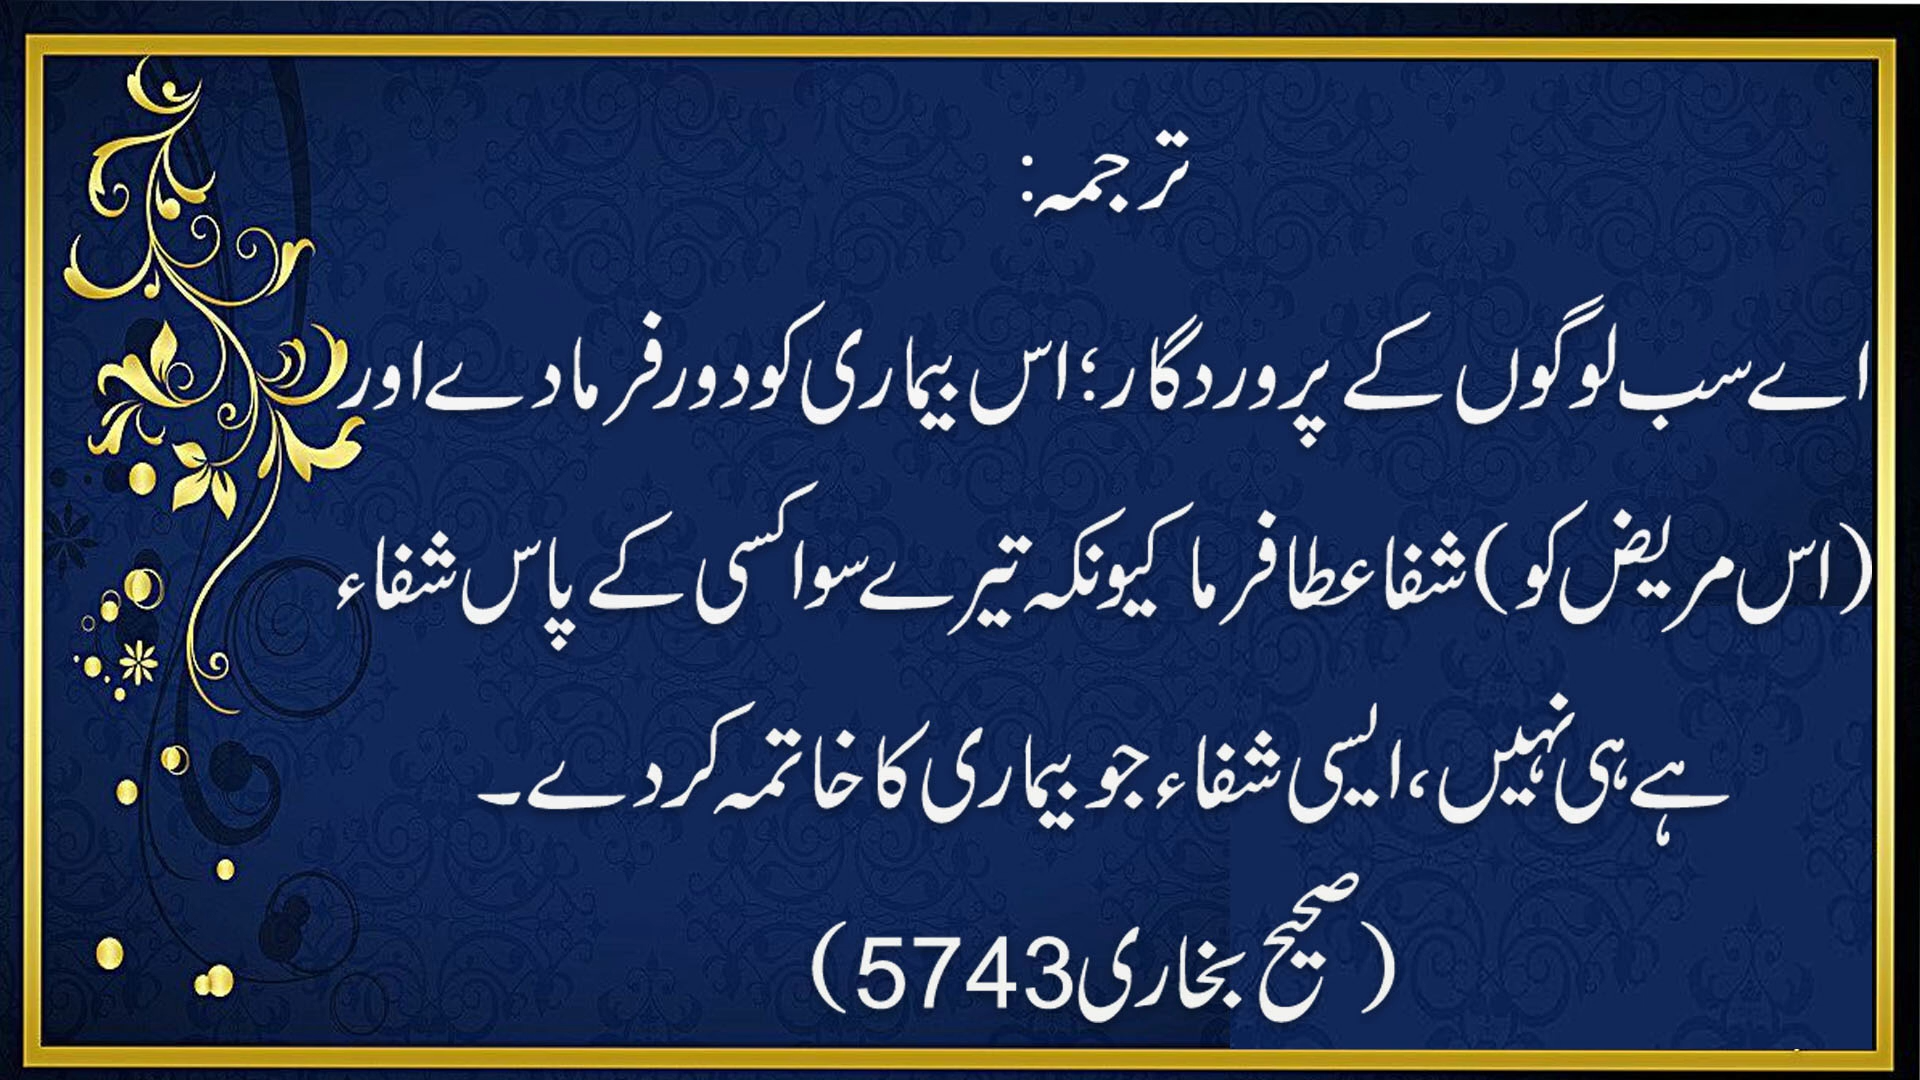 ترجمہ:
اے سب لوگوں کے پروردگار؛ اس بیماری کو دور فرما دے اور
(اس مریض کو) شفا عطا فرما کیونکہ تیرے سوا کسی کے پاس شفاء
ہے ہی نہیں، ایسی شفاء جو بیماری کا خاتمہ کر دے۔
(صحیح بخاری 5743)